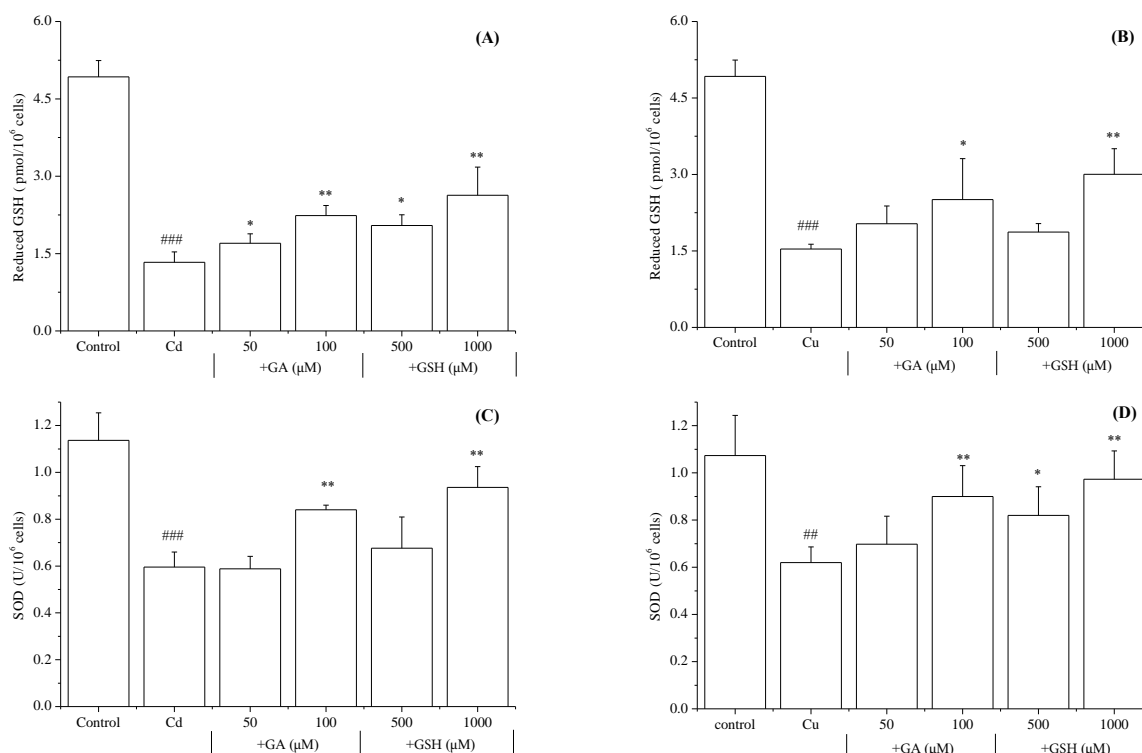 (A)
Reduced GSH ( pmol/10⁶ cells)
6.0
4.5
3.0
1.5
0.0
###
*
**
*
**
Control Cd 50 100 500 1000
+GA (μM) +GSH (μM)
(B)
Reduced GSH ( pmol/10⁶ cells)
6.0
4.5
3.0
1.5
0.0
###
*
**
Control Cu 50 100 500 1000
+GA (μM) +GSH (μM)
(C)
SOD (U/10⁶ cells)
1.2
1.0
0.8
0.6
0.4
0.2
0.0
###
**
**
Control Cd 50 100 500 1000
+GA (μM) +GSH (μM)
(D)
SOD (U/10⁶ cells)
1.2
1.0
0.8
0.6
0.4
0.2
0.0
##
**
*
**
control Cu 50 100 500 1000
+GA (μM) +GSH (μM)